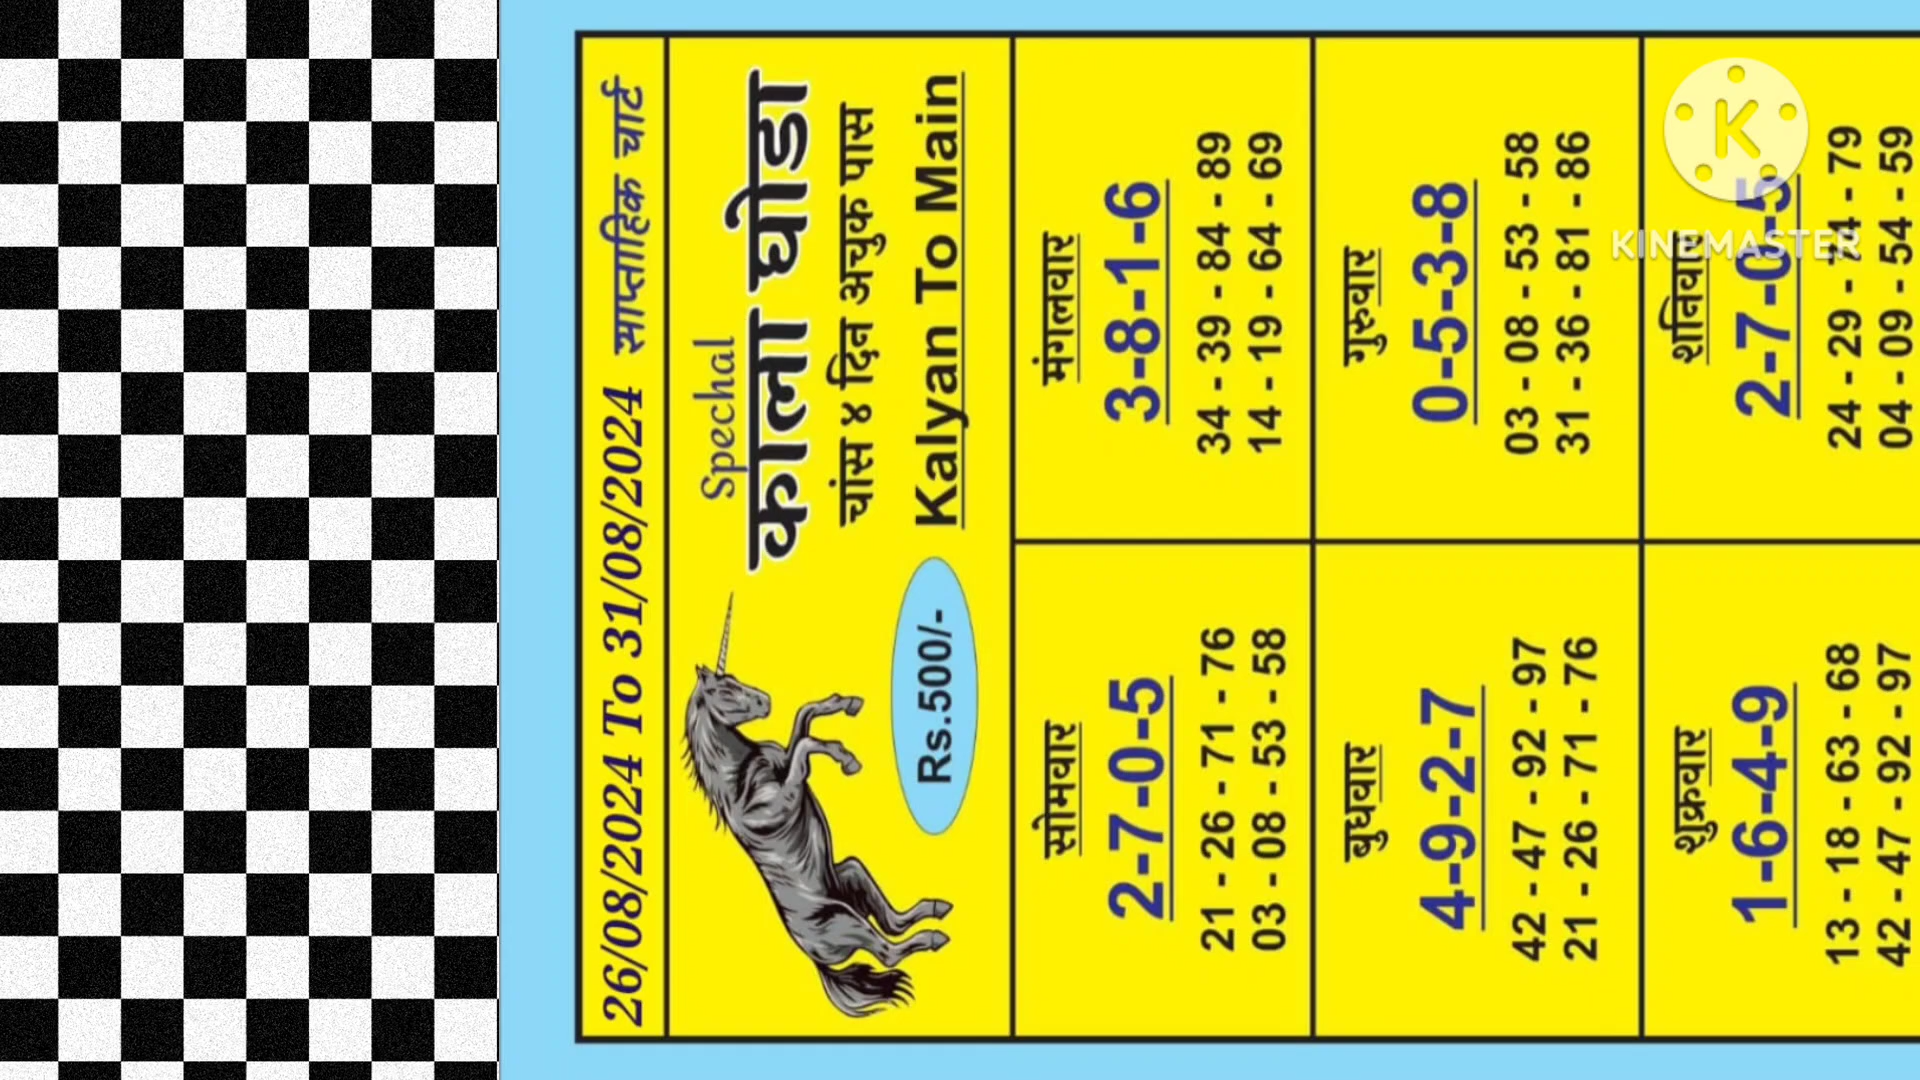 26/08/2024 To 31/08/2024 साप्ताहिक चार्ट
Spechal
काला घोडा
चांस ४ दिन अचुक पास
Rs.500/- Kalyan To Main
सोमवार
2-7-0-5
21 - 26 - 71 - 76
03 - 08 - 53 - 58
मंगलवार
3-8-1-6
34 - 39 - 84 - 89
14 - 19 - 64 - 69
बुधवार
4-9-2-7
42 - 47 - 92 - 97
21 - 26 - 71 - 76
गुरुवार
0-5-3-8
03 - 08 - 53 - 58
31 - 36 - 81 - 86
शुक्रवार
1-6-4-9
13 - 18 - 63 - 68
42 - 47 - 92 - 97
शनिवार
2-7-0-5
24 - 29 - 74 - 79
04 - 09 - 54 - 59
K
KINEMASTER